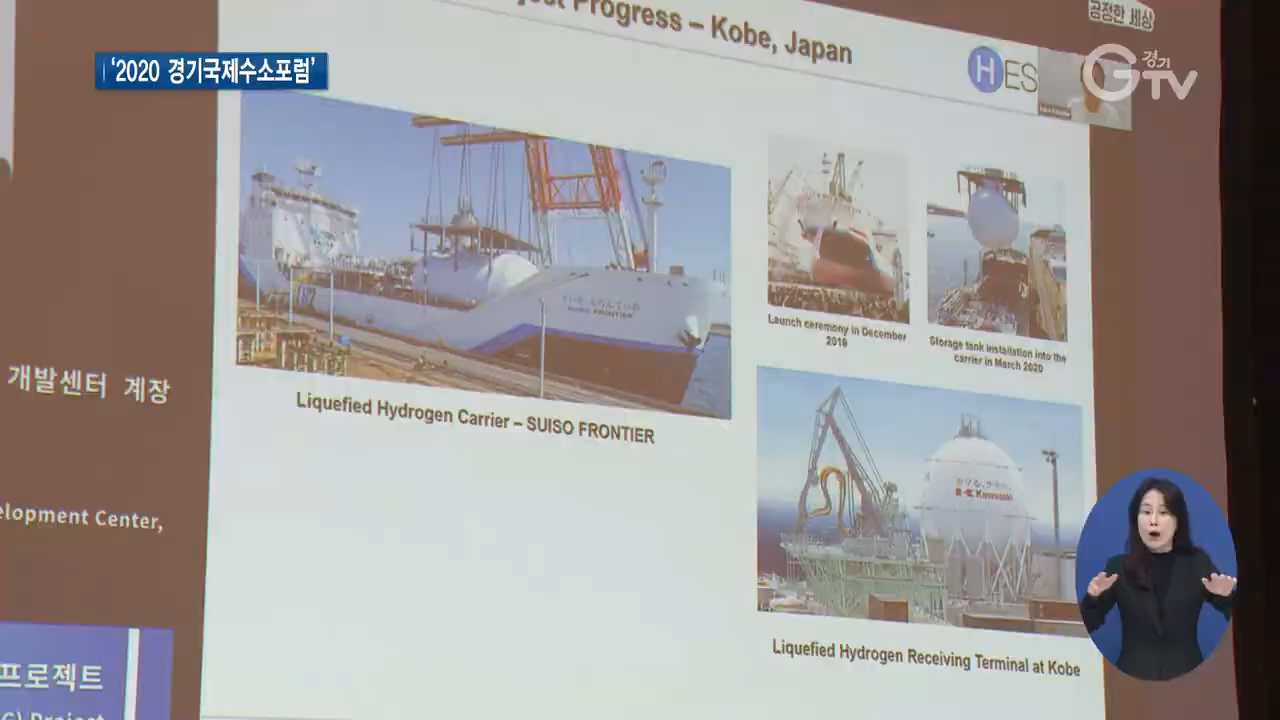 공정한 세상
'2020 경기국제수소포럼'
경기
GTV
Progress – Kobe, Japan
HES
SUISO FRONTIER
Launch ceremony in December
2019
Storage tank installation into the
carrier in March 2020
개발센터 계장
Liquefied Hydrogen Carrier – SUISO FRONTIER
Kawasaki
elopment Center,
Liquefied Hydrogen Receiving Terminal at Kobe
프로젝트
Project